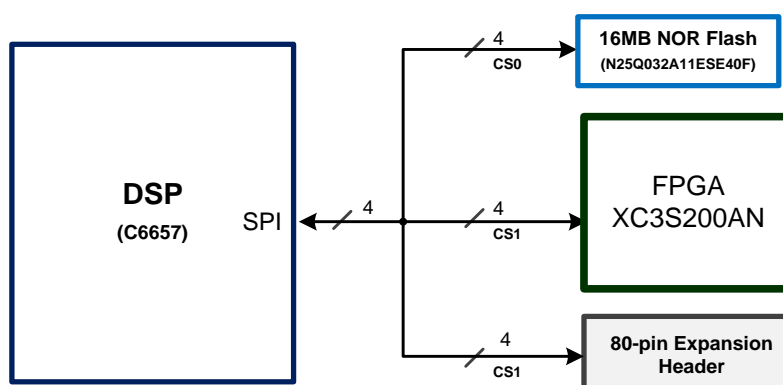 4
16MB NOR Flash
CS0
(N25Q032A11ESE40F)
DSP
(C6657)
SPI
4
4
CS1
FPGA
XC3S200AN
4
CS1
80-pin Expansion
Header